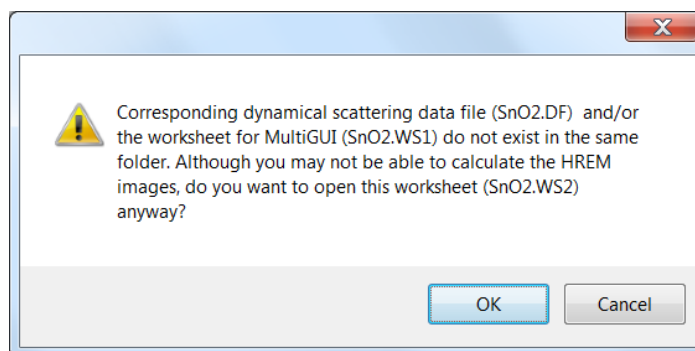 Corresponding dynamical scattering data file (SnO2.DF)  and/or
the worksheet for MultiGUI (SnO2.WS1) do not exist in the same
folder. Although you may not be able to calculate the HREM
images, do you want to open this worksheet (SnO2.WS2)
anyway?
OK
Cancel